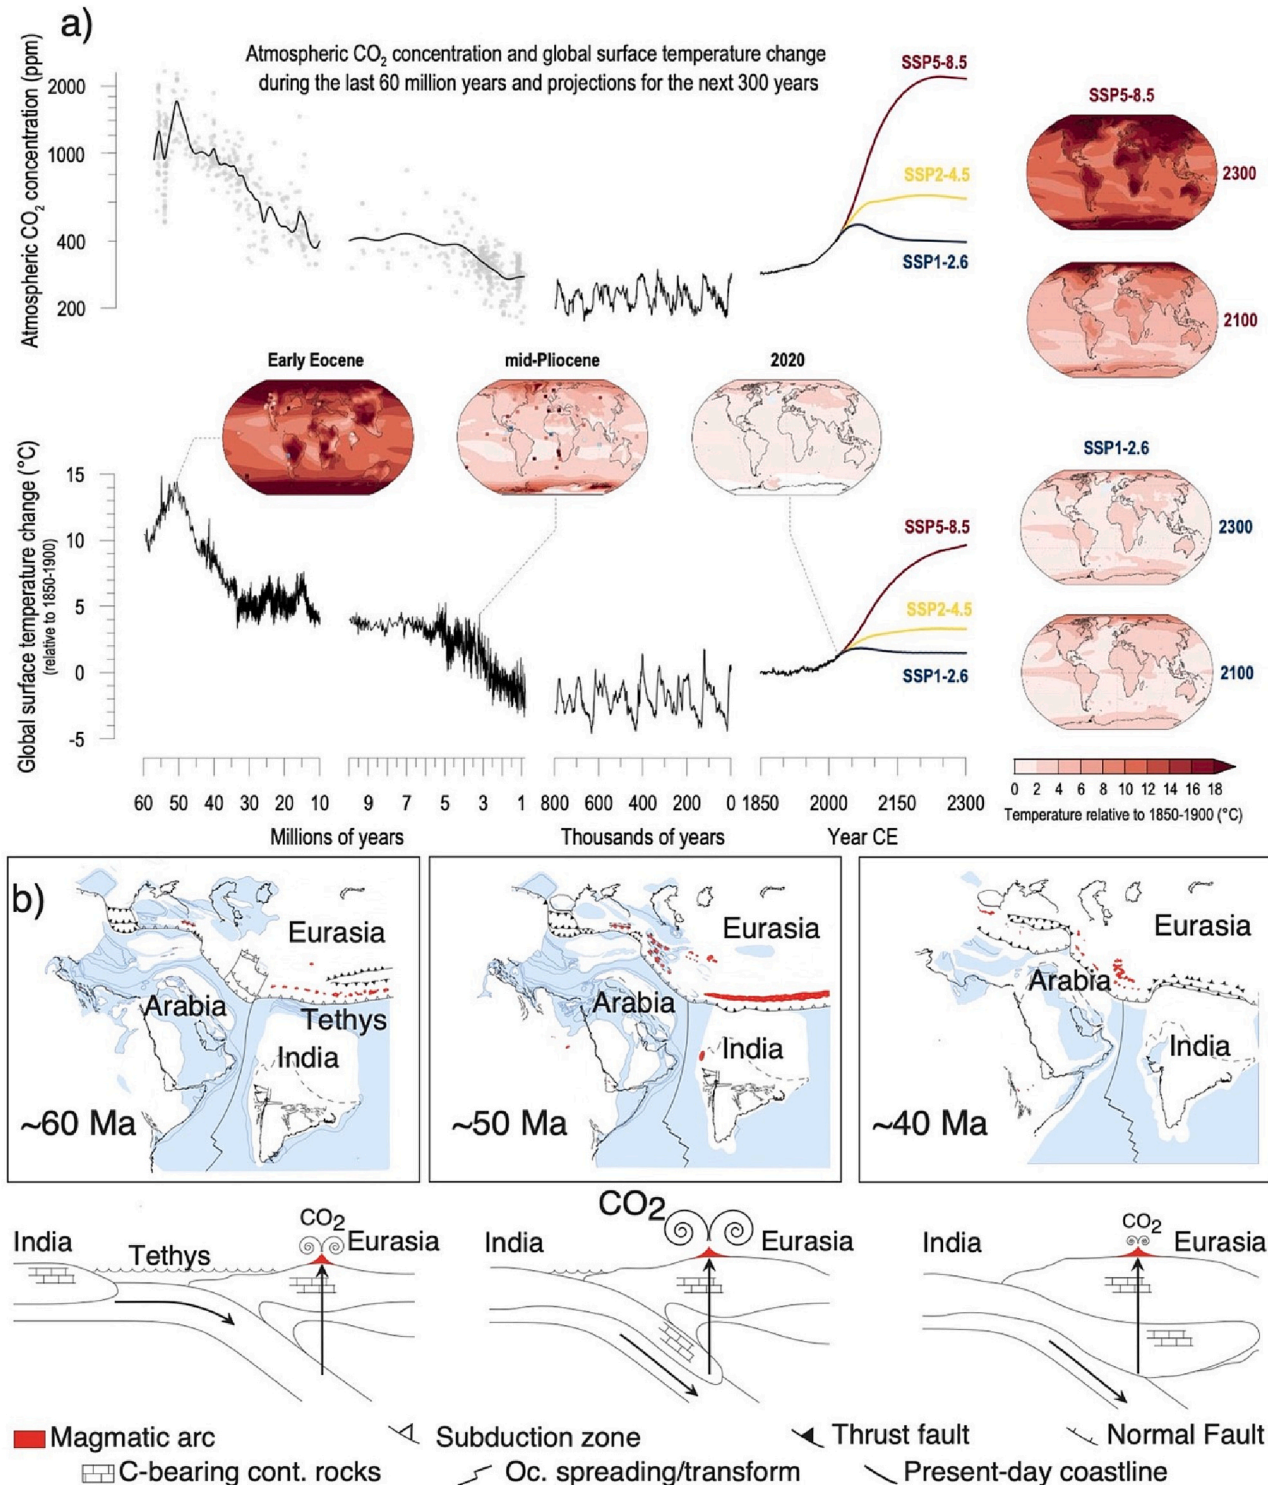 a)
Atmospheric CO2 concentration and global surface temperature change
during the last 60 million years and projections for the next 300 years
Atmospheric CO2 concentration (ppm)
2000
1000
400
200
SSP5-8.5
SSP2-4.5
SSP1-2.6
SSP5-8.5
2300
2100
Early Eocene
mid-Pliocene
2020
Global surface temperature change (°C)
(relative to 1850-1900)
15
10
5
0
-5
SSP5-8.5
SSP2-4.5
SSP1-2.6
SSP1-2.6
2300
2100
60 50 40 30 20 10 9 7 5 3 1 800 600 400 200 0 1850 2000 2150 2300
Millions of years
Thousands of years
Year CE
0 2 4 6 8 10 12 14 16 18
Temperature relative to 1850-1900 (°C)
b)
Eurasia
Arabia
Tethys
India
~60 Ma
Eurasia
Arabia
India
~50 Ma
Eurasia
Arabia
India
~40 Ma
India
Tethys
CO2
Eurasia
India
CO2
Eurasia
India
CO2
Eurasia
Magmatic arc
Subduction zone
Thrust fault
Normal Fault
C-bearing cont. rocks
Oc. spreading/transform
Present-day coastline